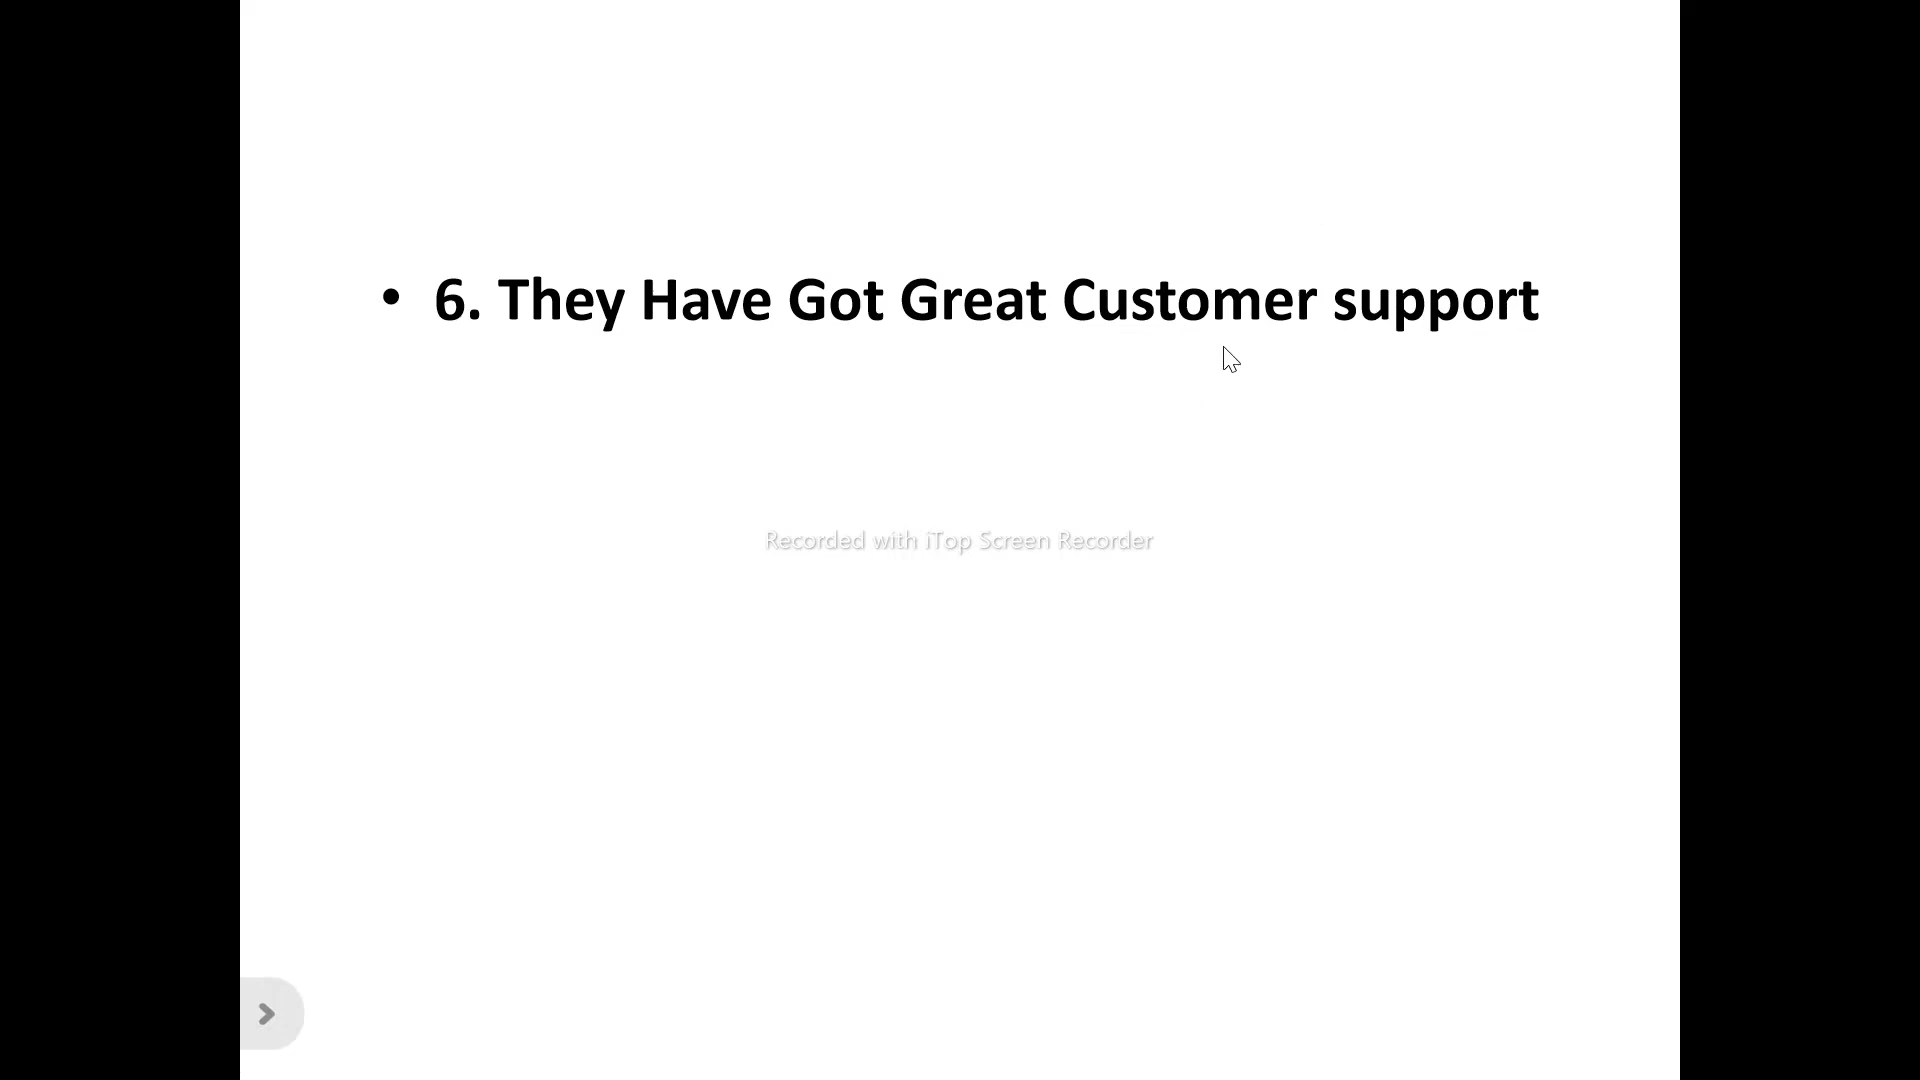 • 6. They Have Got Great Customer support
Recorded with iTop Screen Recorder